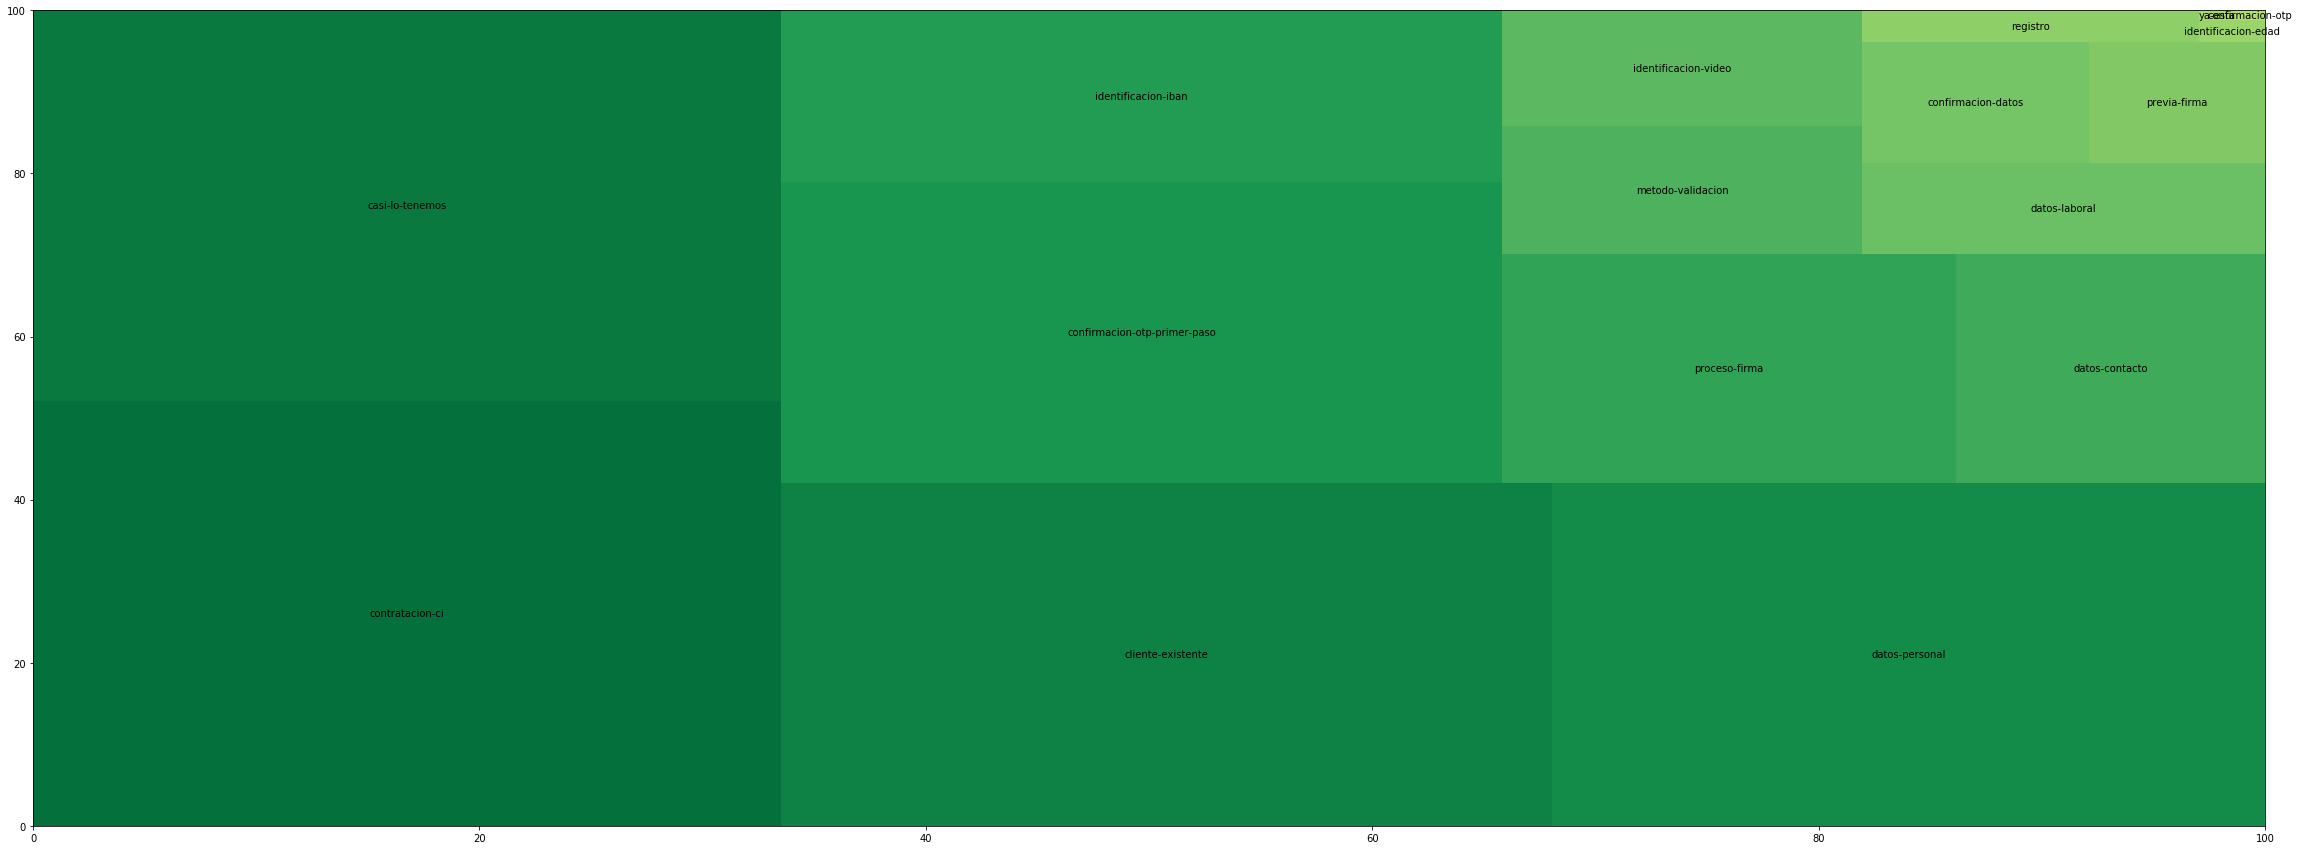 100
80
60
40
20
0
casi-lo-tenemos
contratacion-ci
identificacion-iban
confirmacion-otp-primer-paso
cliente-existente
datos-personal
identificacion-video
metodo-validacion
proceso-firma
datos-contacto
registro
confirmacion-otp
identificacion-edad
confirmacion-datos
previa-firma
datos-laboral
0
20
40
60
80
100